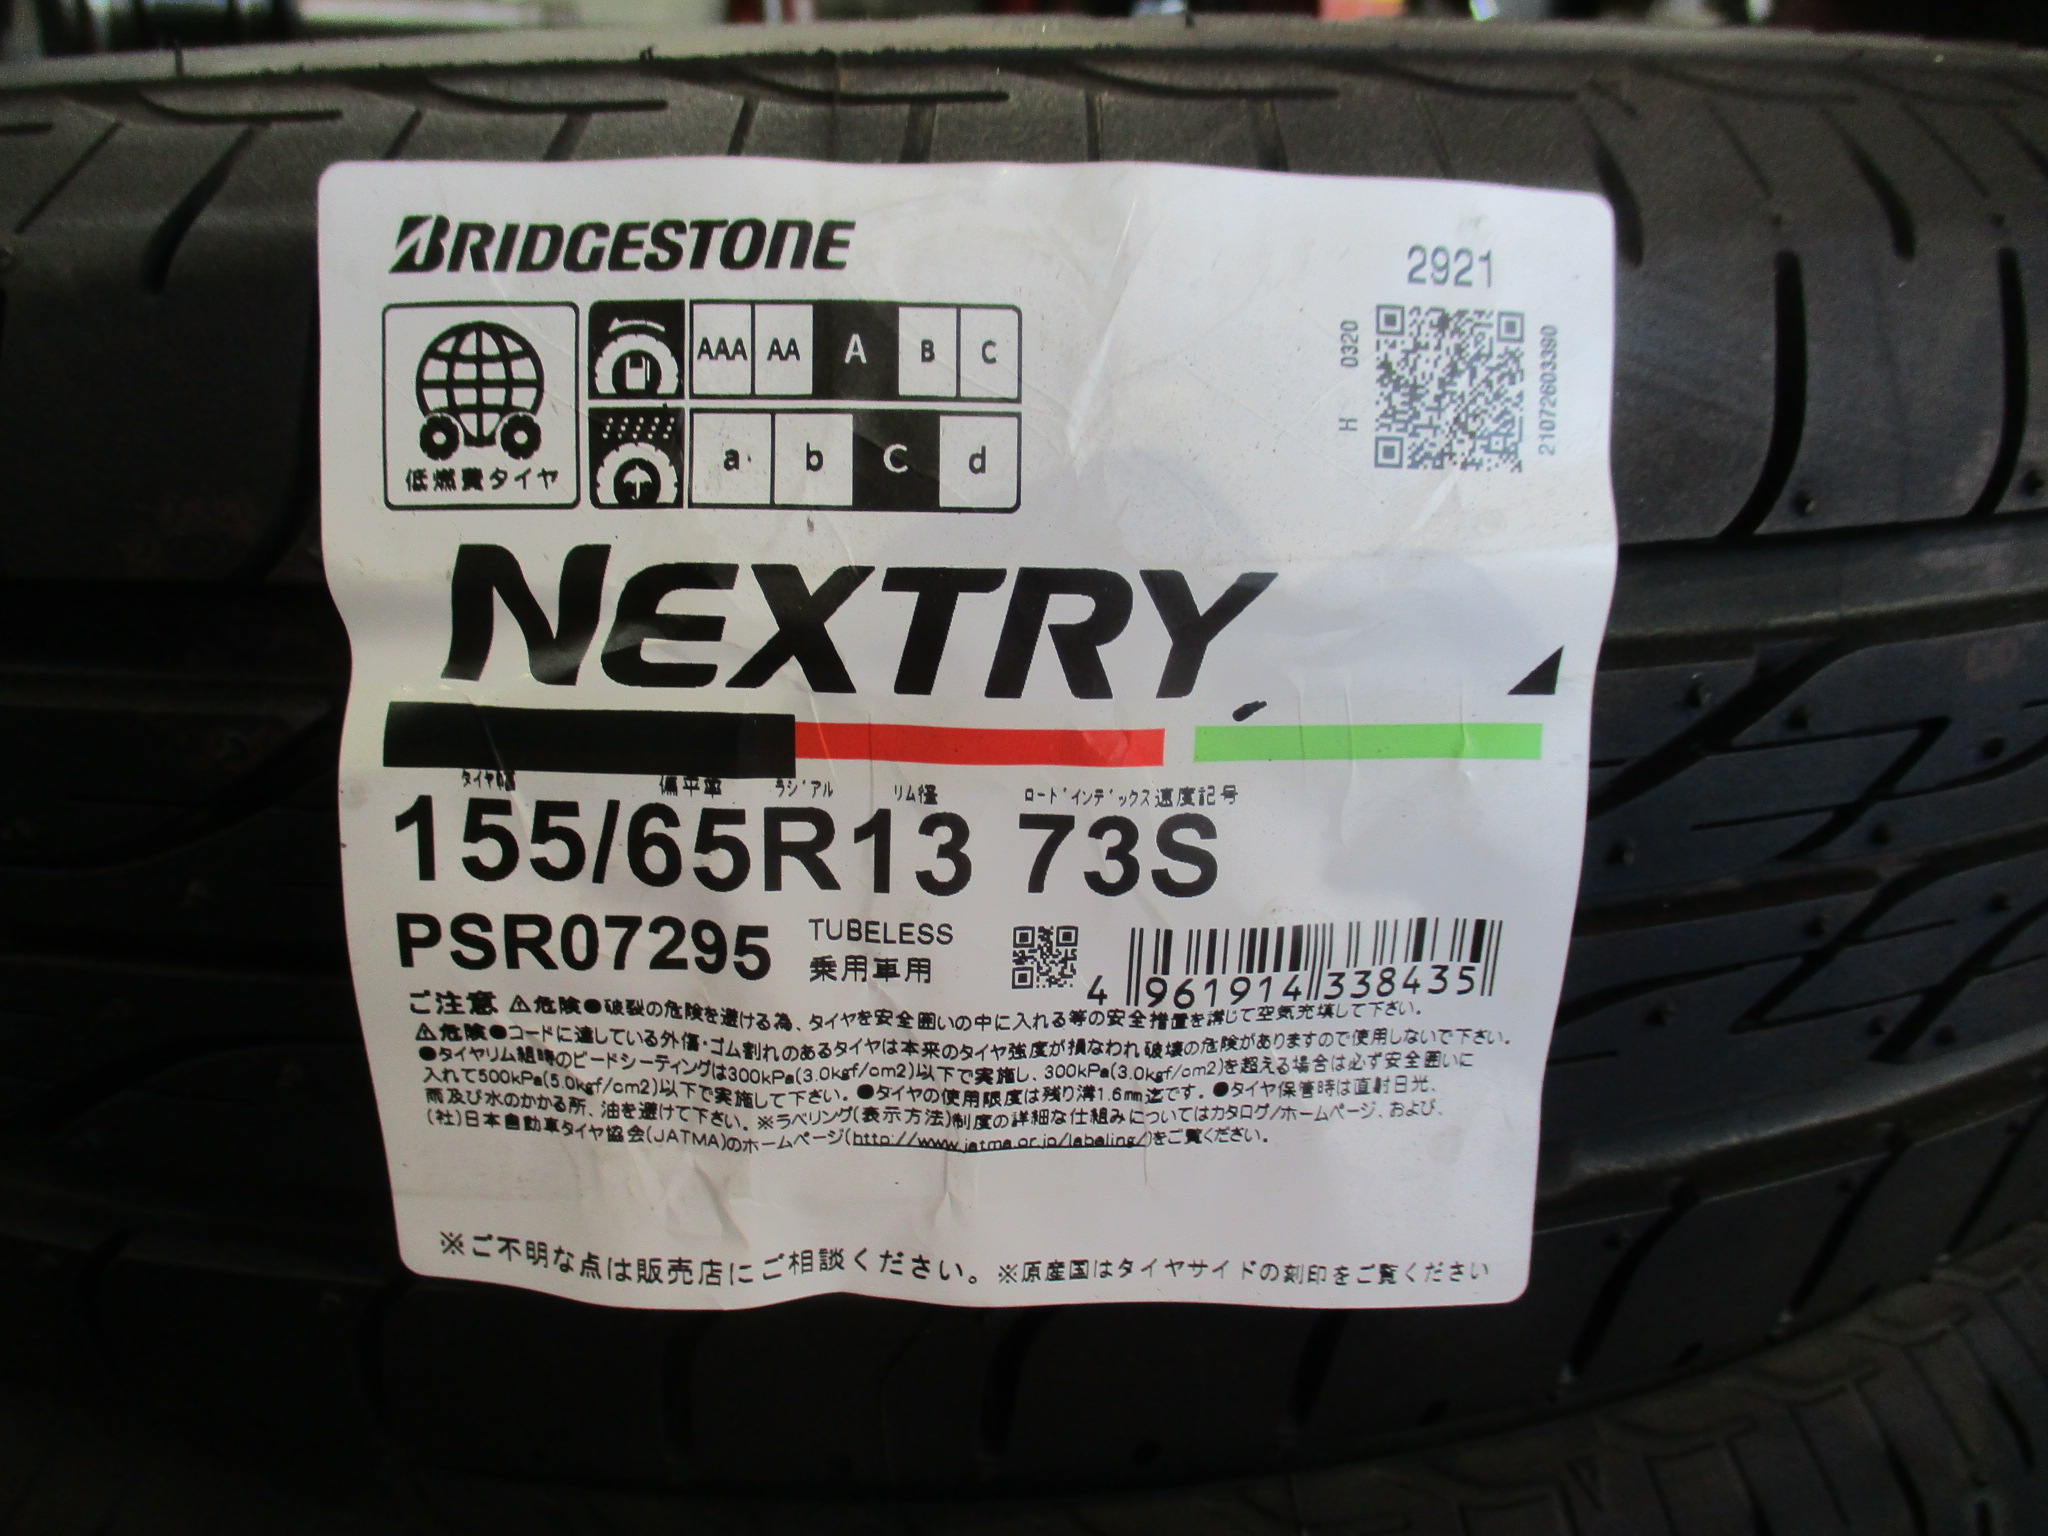 BRIDGESTONE
2921
H 0320
210726033​80
低燃費タイヤ
AAA AA A B C
a b c d
NEXTRY
タイヤ巾 偏平率 ラジアル リム径 ロードインデックス 速度記号
155/65R13 73S
PSR07295
TUBELESS
乗用車用
4 961914 338435
ご注意 ⚠危険●破裂の危険を避ける為、タイヤを安全囲いの中に入れる等の安全措置を講じて空気充填して下さい。
⚠危険●コードに達している外傷・ゴム割れのあるタイヤは本来のタイヤ強度が損なわれ破壊の危険がありますので使用しないで下さい。
●タイヤリム組時のビードシーティングは300kPa(3.0kgf/cm2)以下で実施し、300kPa(3.0kgf/cm2)を超える場合は必ず安全囲いに
入れて500kPa(5.0kgf/cm2)以下で実施して下さい。●タイヤの使用限度は残り溝1.6mm迄です。●タイヤ保管時は直射日光、
雨及び水のかかる所、油を避けて下さい。※ラベリング(表示方法)制度の詳細な仕組みについてはカタログ/ホームページ、および、
(社)日本自動車タイヤ協会(JATMA)のホームページ(http://www.jatma.or.jp/labeling/)をご覧ください。
※ご不明な点は販売店にご相談ください。※原産国はタイヤサイドの刻印をご覧ください